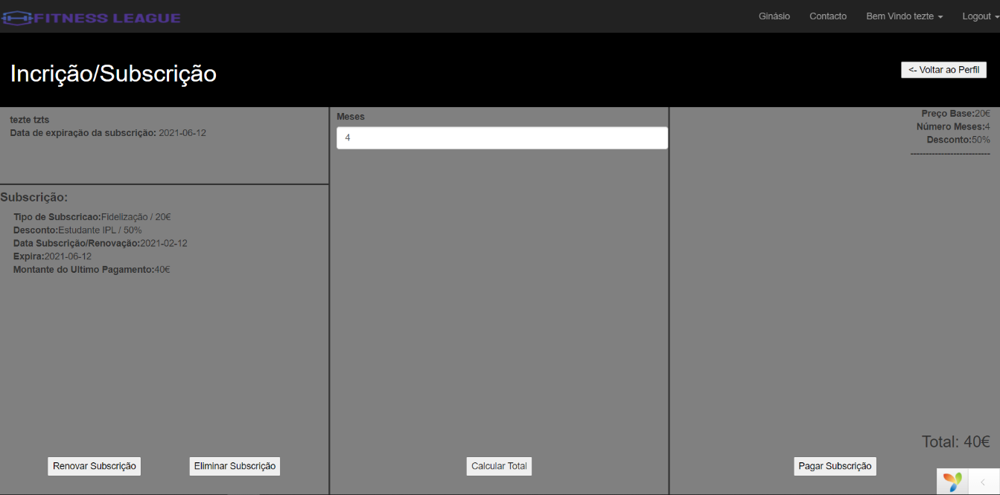 FITNESS LEAGUE
Ginásio
Contacto
Bem Vindo tezte
Logout
Incrição/Subscrição
<- Voltar ao Perfil
tezte tzts
Data de expiração da subscrição: 2021-06-12
Subscrição:
Tipo de Subscricao:Fidelização / 20€
Desconto:Estudante IPL / 50%
Data Subscrição/Renovação:2021-02-12
Expira:2021-06-12
Montante do Ultimo Pagamento:40€
Renovar Subscrição
Eliminar Subscrição
Meses
4
Calcular Total
Preço Base:20€
Número Meses:4
Desconto:50%
--------------------------
Total: 40€
Pagar Subscrição